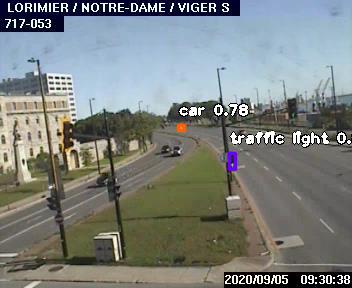 LORIMIER / NOTRE-DAME / VIGER S
717-053
car 0.78
traffic light 0.
2020/09/05 09:30:38